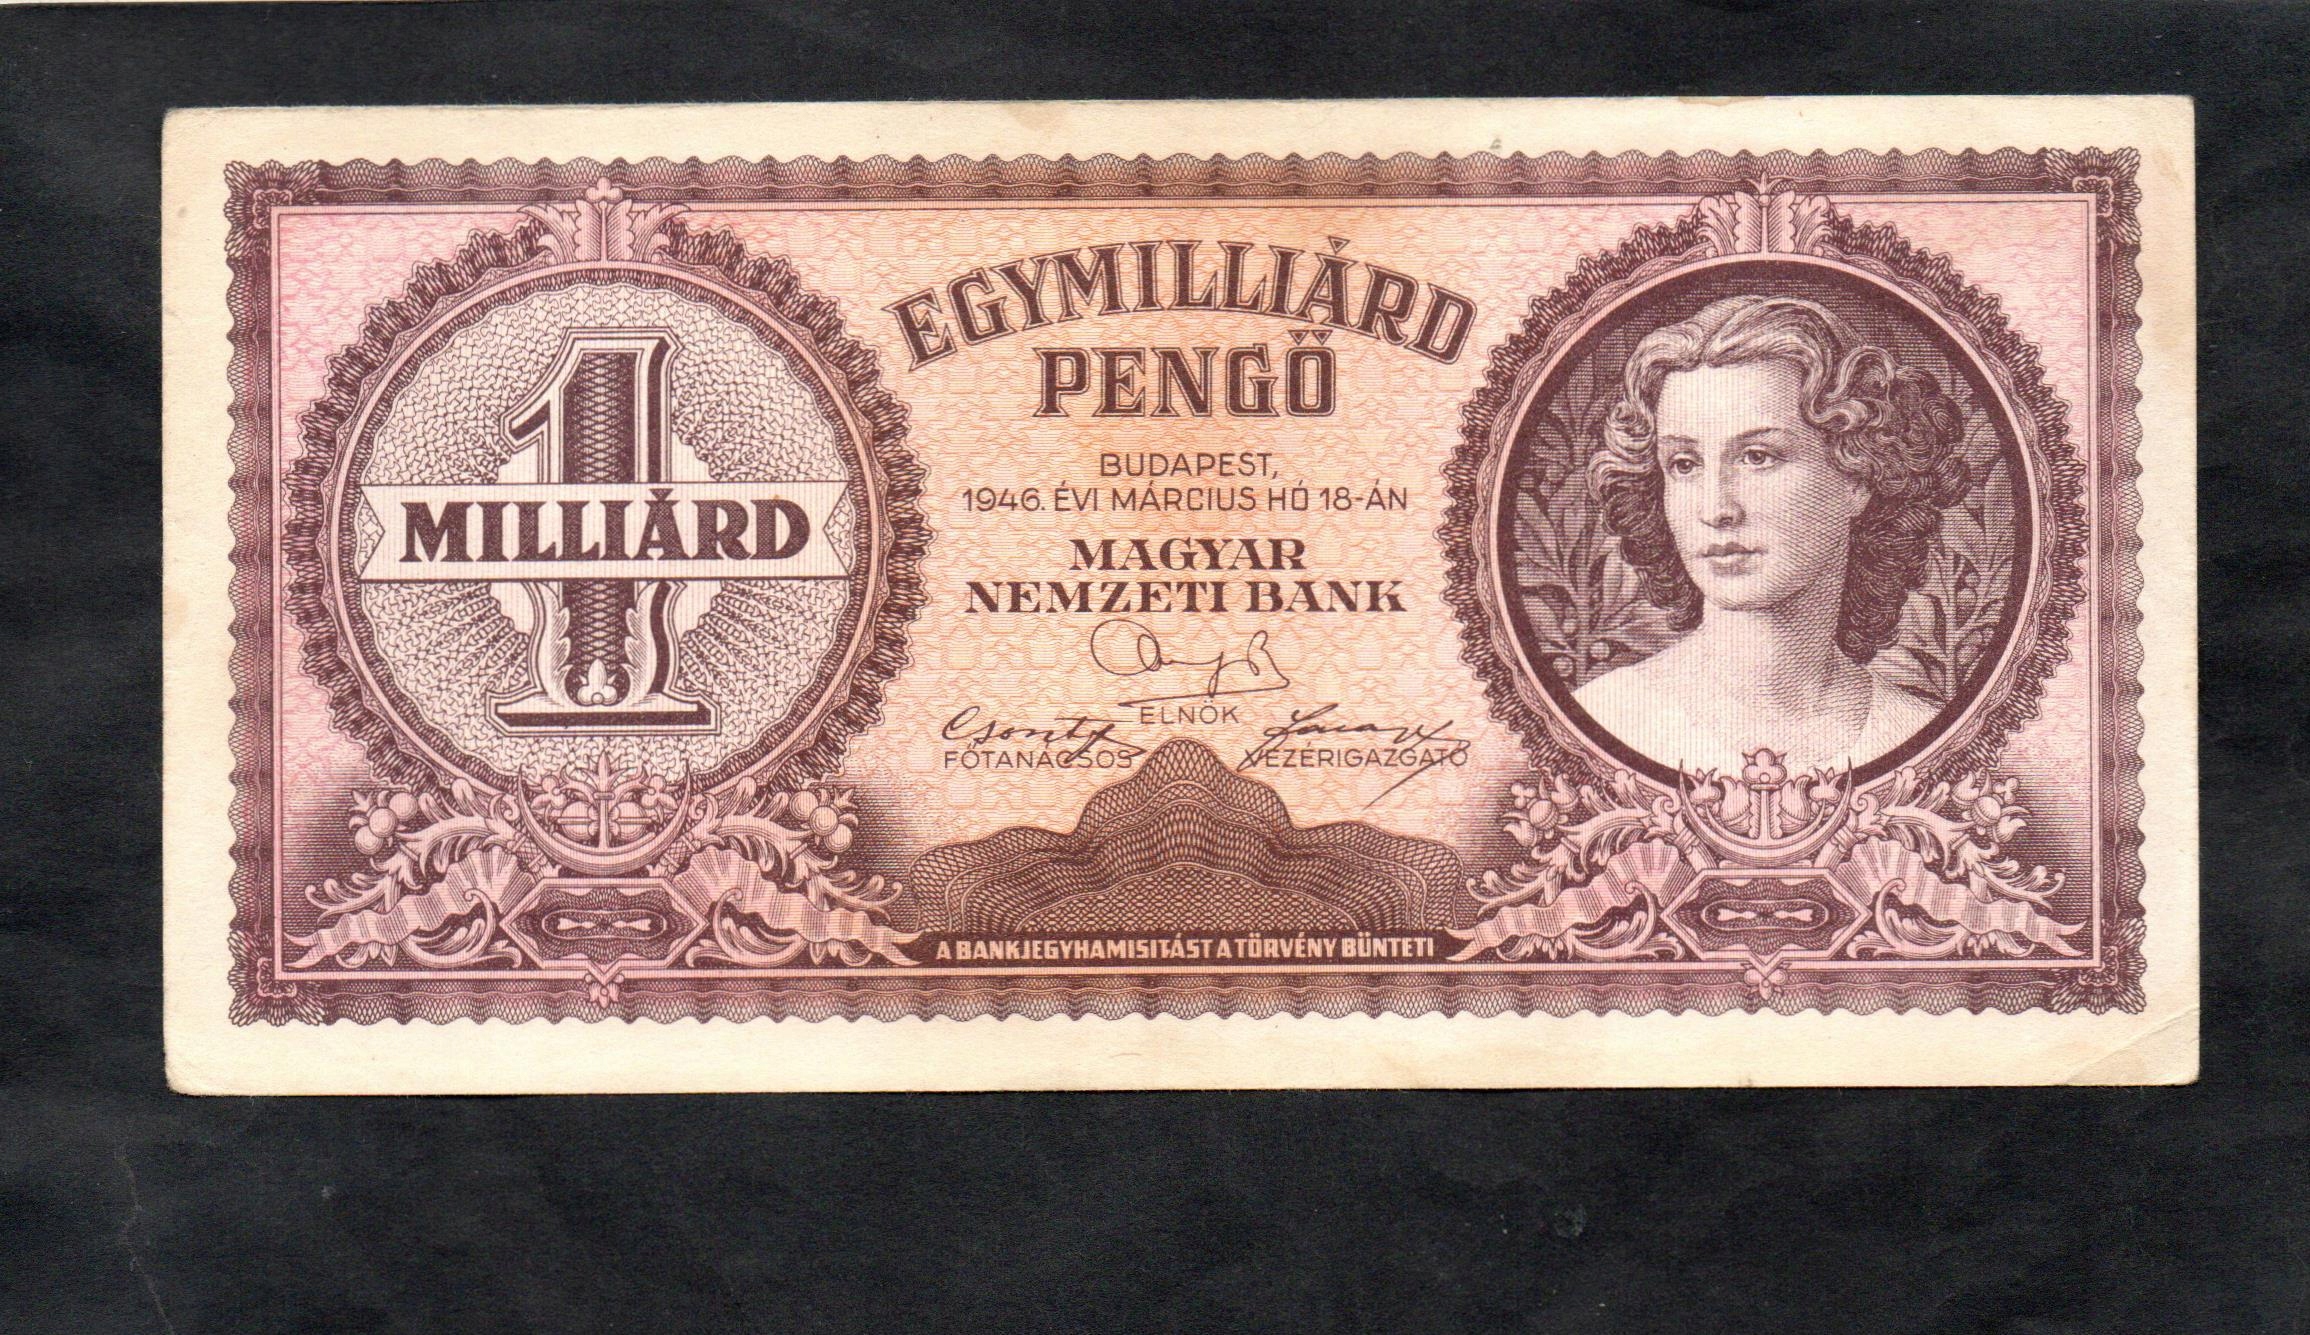 1
MILLIÁRD
EGYMILLIÁRD
PENGŐ
BUDAPEST,
1946. ÉVI MÁRCIUS HÓ 18-ÁN
MAGYAR
NEMZETI BANK
ELNÖK
FŐTANÁCSOS
VEZÉRIGAZGATÓ
A BANKJEGYHAMISITÁST A TÖRVÉNY BÜNTETI